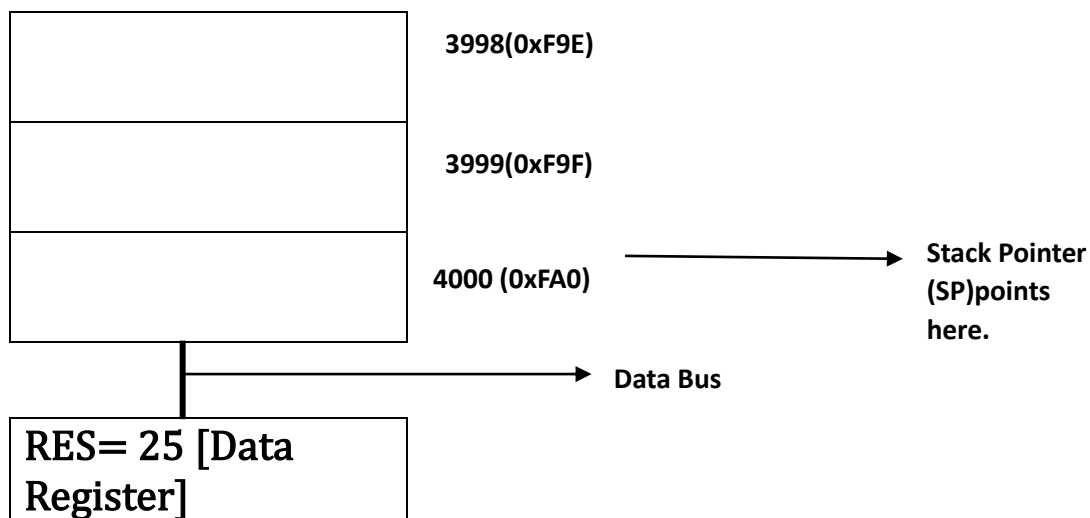 3998(0xF9E)
3999(0xF9F)
4000 (0xFA0)
Stack Pointer
(SP)points
here.
Data Bus
RES= 25 [Data
Register]